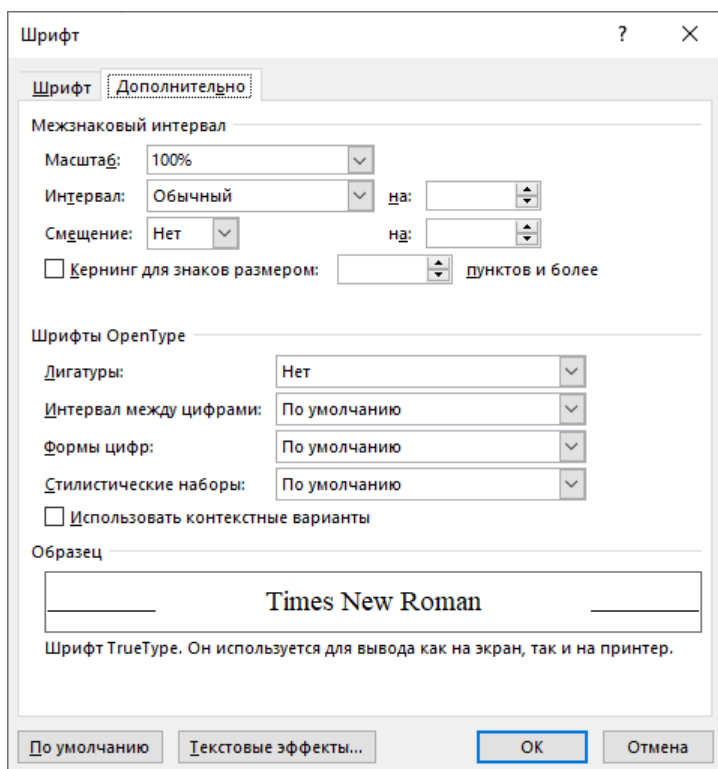 Шрифт ?
Шрифт Дополнительно
Межзнаковый интервал
Масштаб: 100%
Интервал: Обычный на:
Смещение: Нет на:
Кернинг для знаков размером: пунктов и более
Шрифты OpenType
Лигатуры: Нет
Интервал между цифрами: По умолчанию
Формы цифр: По умолчанию
Стилистические наборы: По умолчанию
Использовать контекстные варианты
Образец
Times New Roman
Шрифт TrueType. Он используется для вывода как на экран, так и на принтер.
По умолчанию Текстовые эффекты... ОК Отмена